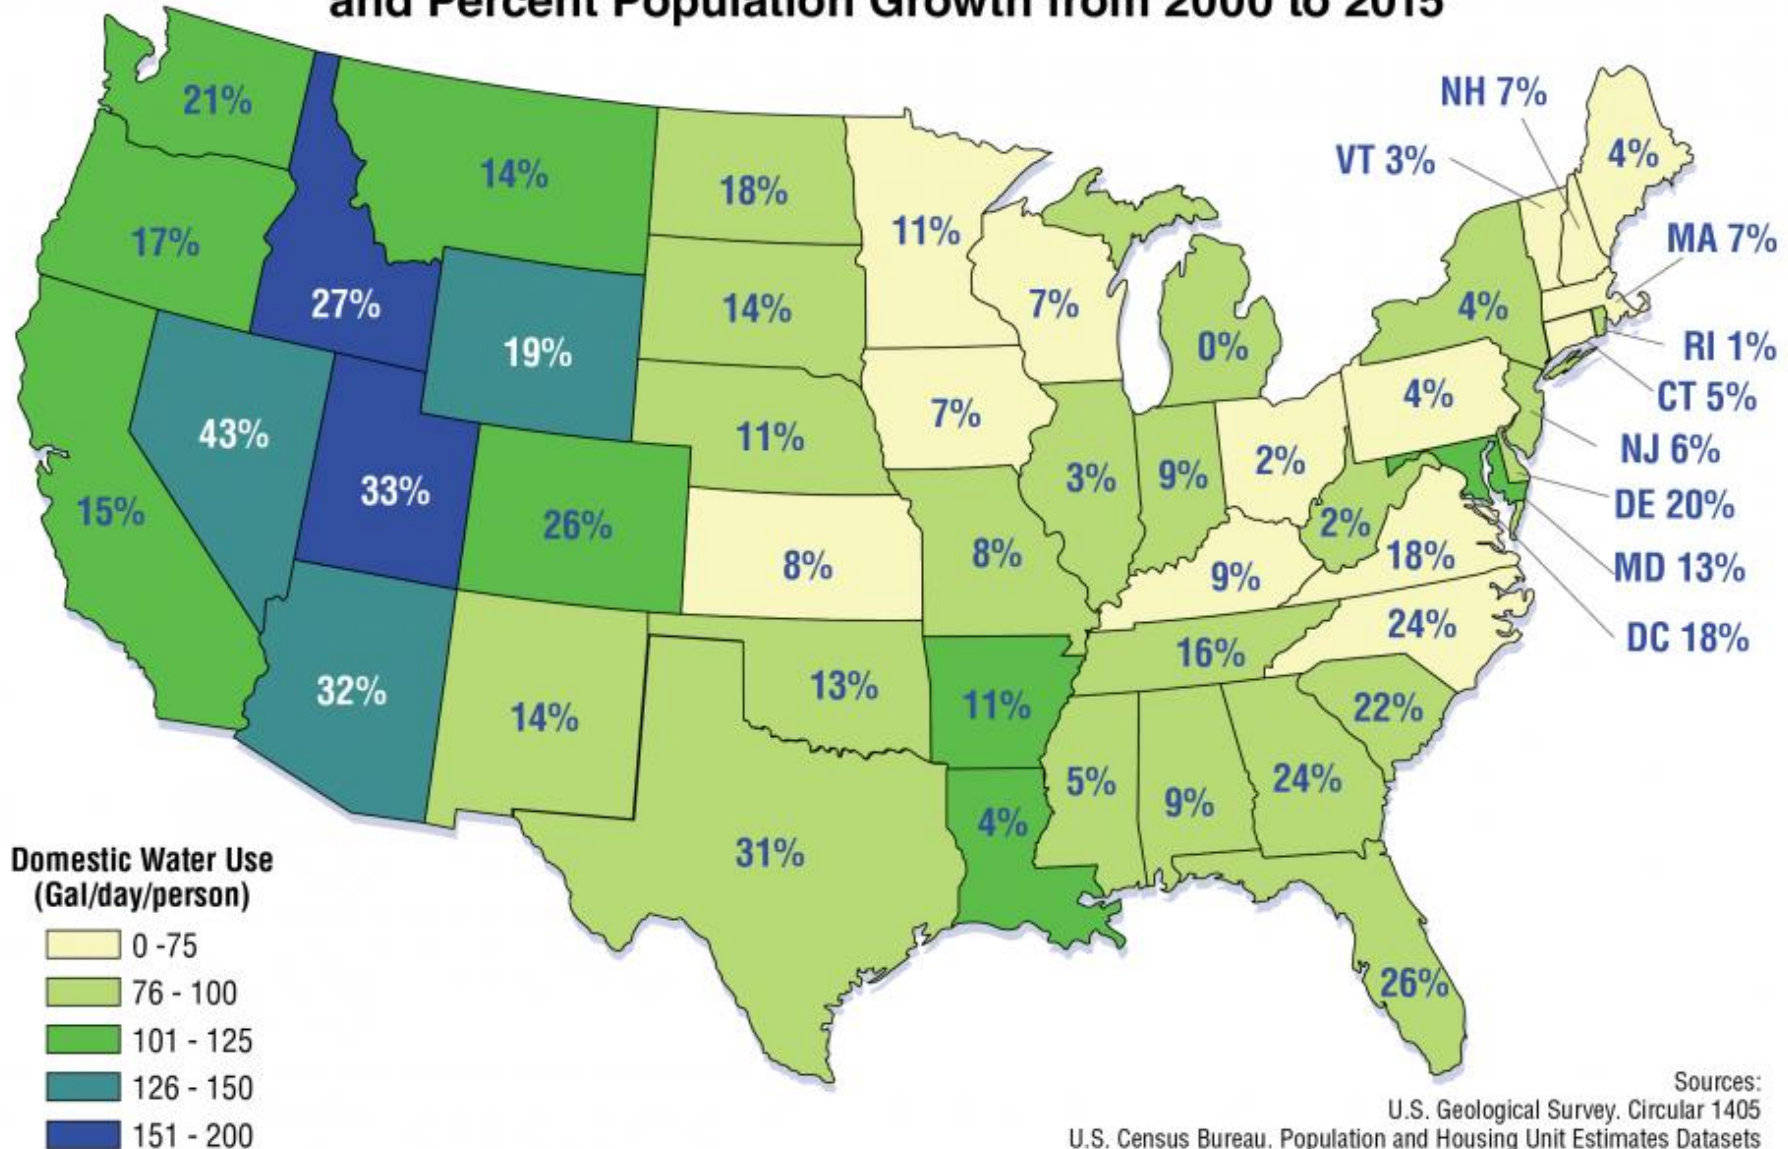 and Percent Population Growth from 2000 to 2015
NH 7%
21%
VT 3%
4%
14%
18%
11%
17%
MA 7%
27%
14%
7%
4%
19%
0%
RI 1%
CT 5%
43%
11%
7%
4%
NJ 6%
33%
3%
9%
2%
DE 20%
15%
26%
8%
8%
2%
18%
MD 13%
9%
24%
DC 18%
16%
32%
14%
13%
11%
22%
5%
9%
24%
4%
31%
26%
Domestic Water Use
(Gal/day/person)
0 -75
76 - 100
101 - 125
126 - 150
151 - 200
Sources:
U.S. Geological Survey. Circular 1405
U.S. Census Bureau. Population and Housing Unit Estimates Datasets